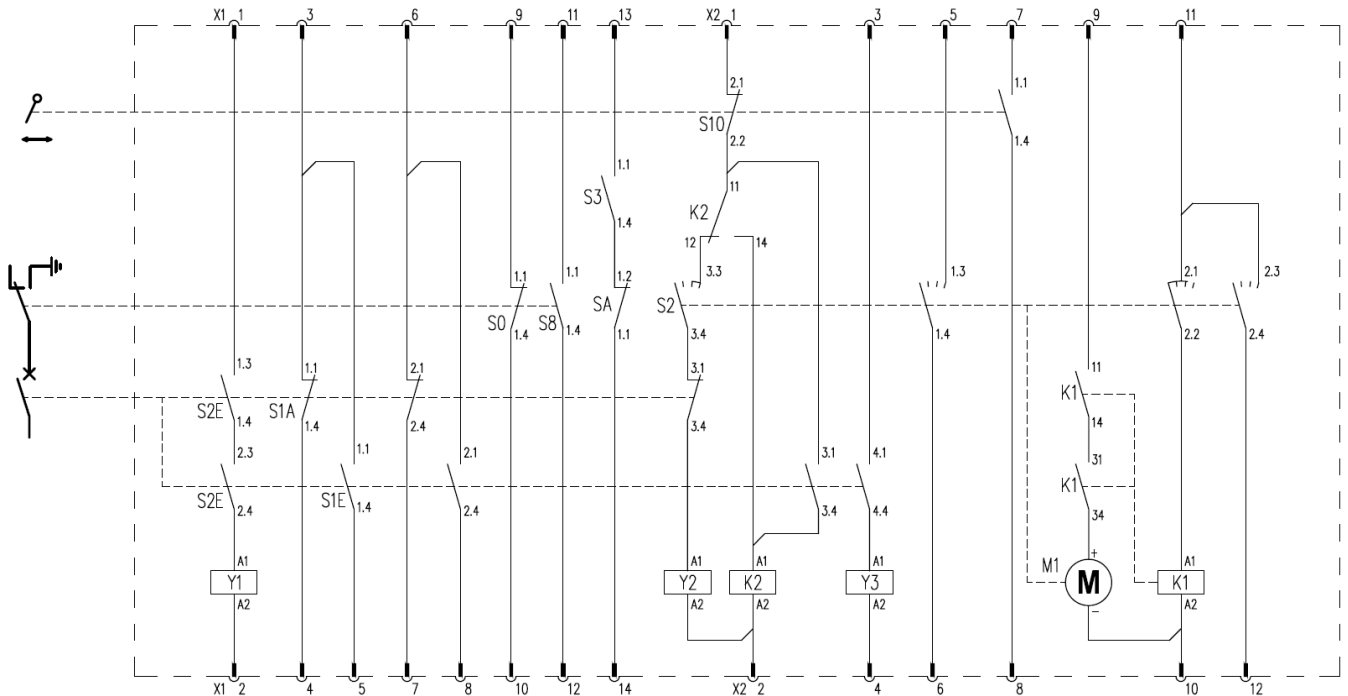 X1 1 3 6 9 11 13 X2 1 3 5 7 9 11
2.1 1.1
S10
2.2 1.4
1.1
S3 11
1.4 K2
12 14
3.3
1.1 1.1 1.2 1.3 2.1 2.3
S0 S8 SA S2
1.4 1.4 1.1 3.4 1.4 2.2 2.4
1.3 1.1 2.1 3.1 11
S2E S1A K1
1.4 1.4 2.4 3.4 14
2.3 1.1 2.1 3.1 4.1 31
S2E S1E K1
2.4 1.4 2.4 3.4 4.4 34
+
A1 A1 A1 A1 M1 A1
Y1 Y2 K2 Y3 M K1
A2 A2 A2 A2 A2
–
X1 2 4 5 7 8 10 12 14 X2 2 4 6 8 10 12